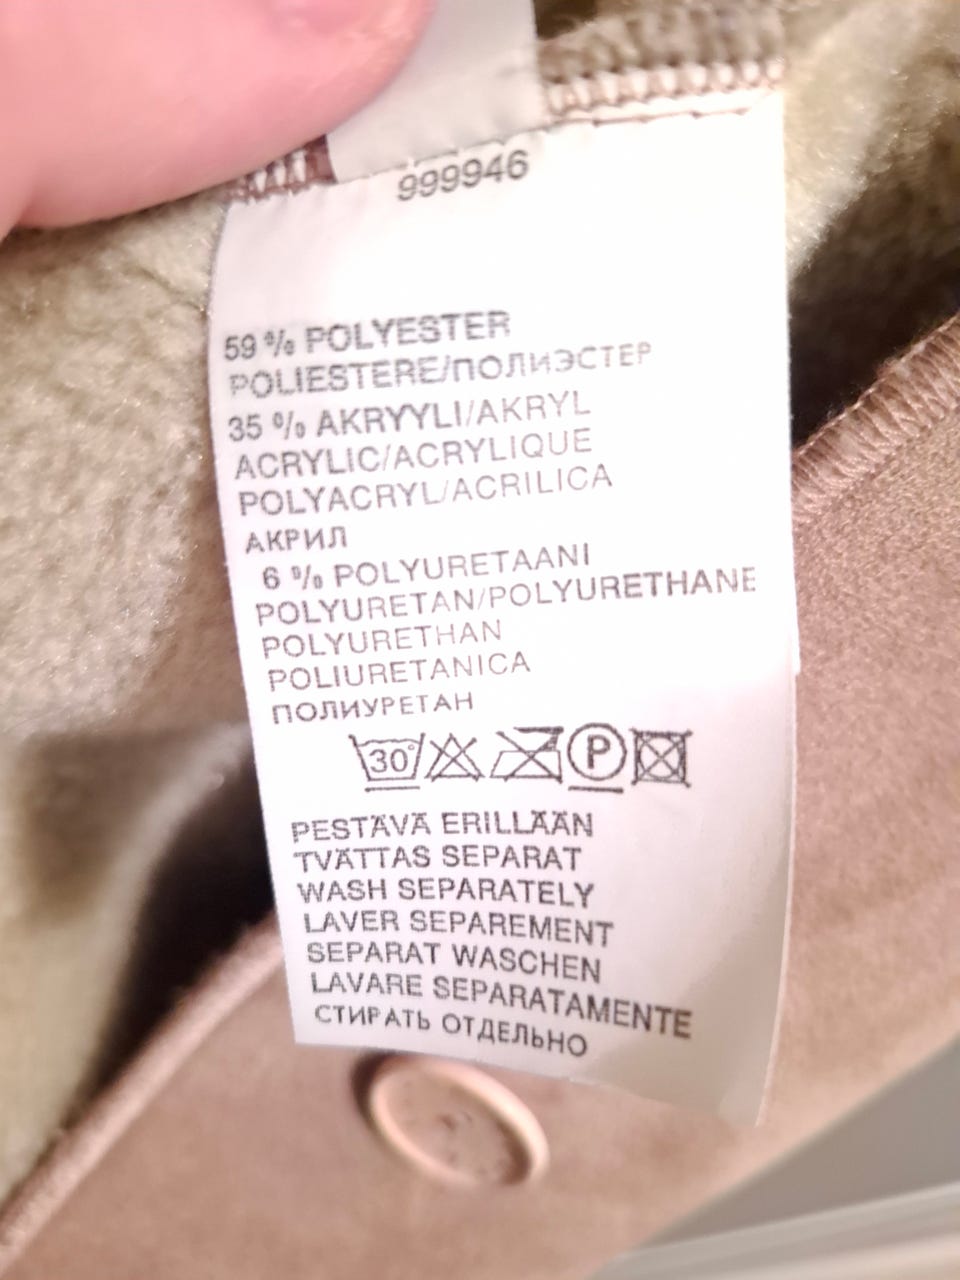 999946
59 % POLYESTER
POLIESTERE/ПОЛИЭСТЕР
35 % AKRYYLI/AKRYL
ACRYLIC/ACRYLIQUE
POLYACRYL/ACRILICA
АКРИЛ
6 % POLYURETAANI
POLYURETAN/POLYURETHANE
POLYURETHAN
POLIURETANICA
ПОЛИУРЕТАН
30° P
PESTÄVÄ ERILLÄÄN
TVÄTTAS SEPARAT
WASH SEPARATELY
LAVER SEPAREMENT
SEPARAT WASCHEN
LAVARE SEPARATAMENTE
СТИРАТЬ ОТДЕЛЬНО